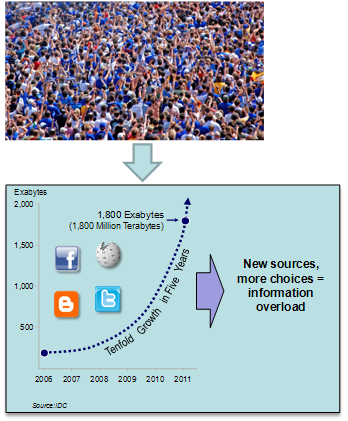 Exabytes
2,000
1,800 Exabytes
(1,800 Million Terabytes)
1,500
1,000
500
Tenfold Growth in Five Years
2006 2007 2008 2009 2010 2011
New sources,
more choices =
information
overload
Source: IDC